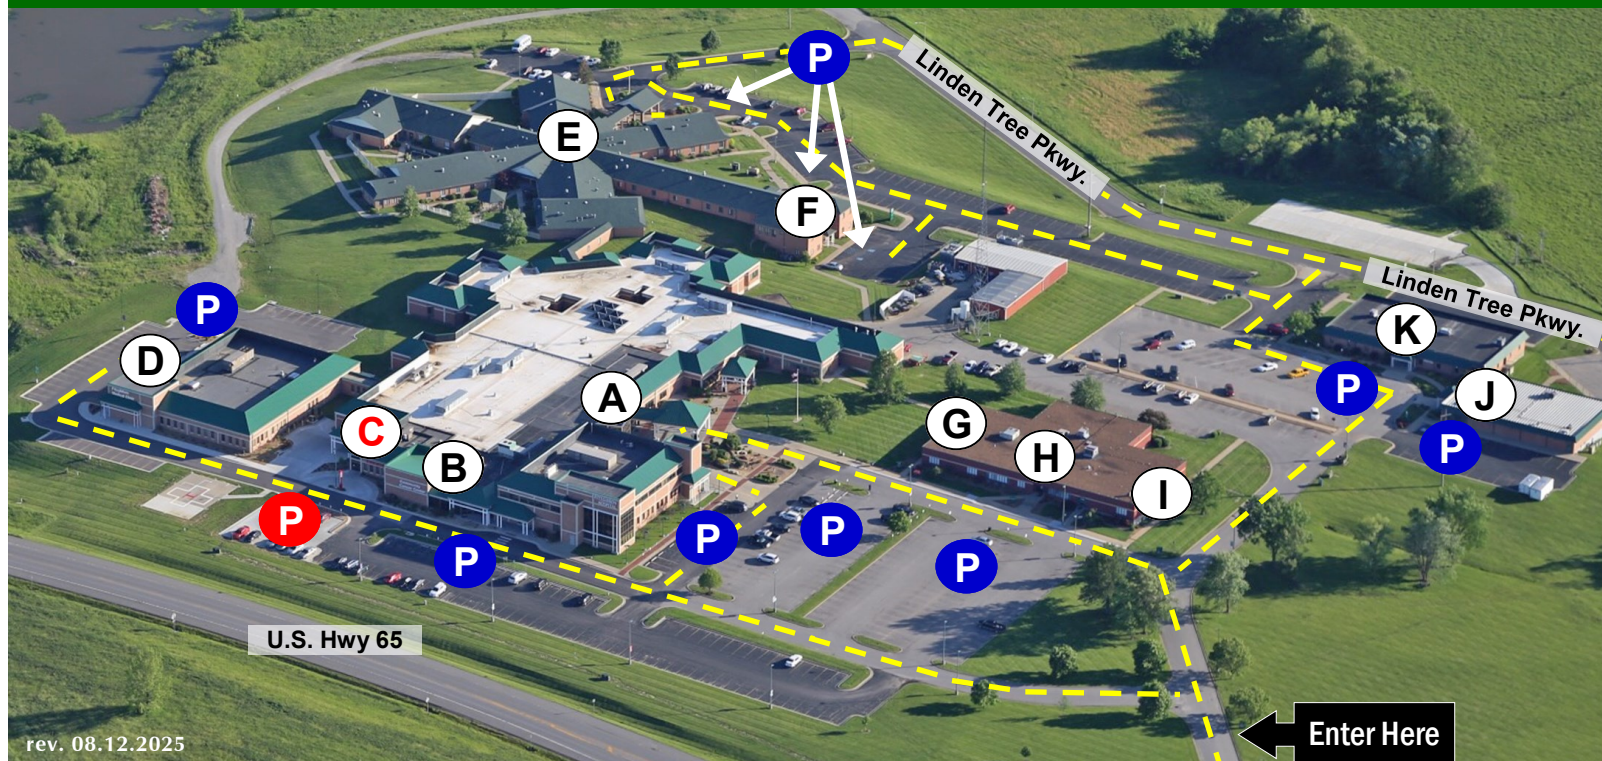 P
Linden Tree Pkwy.
E
F
Linden Tree Pkwy.
P
K
D
P
A
J
G
C
P
H
B
I
P
P
P
P
P
U.S. Hwy 65
Enter Here
rev. 08.12.2025